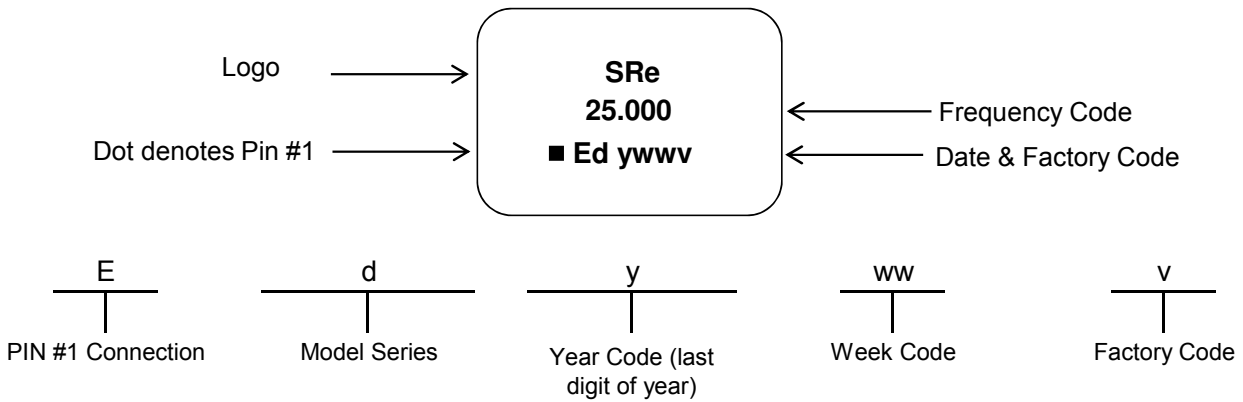 Logo
SRe
25.000
Frequency Code
Dot denotes Pin #1
■ Ed ywwv
Date & Factory Code
E
d
y
ww
v
PIN #1 Connection
Model Series
Year Code (last
digit of year)
Week Code
Factory Code